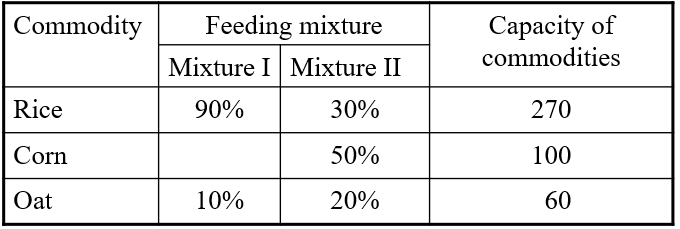 Commodity Feeding mixture Capacity of commodities
Mixture I Mixture II
Rice 90% 30% 270
Corn 50% 100
Oat 10% 20% 60